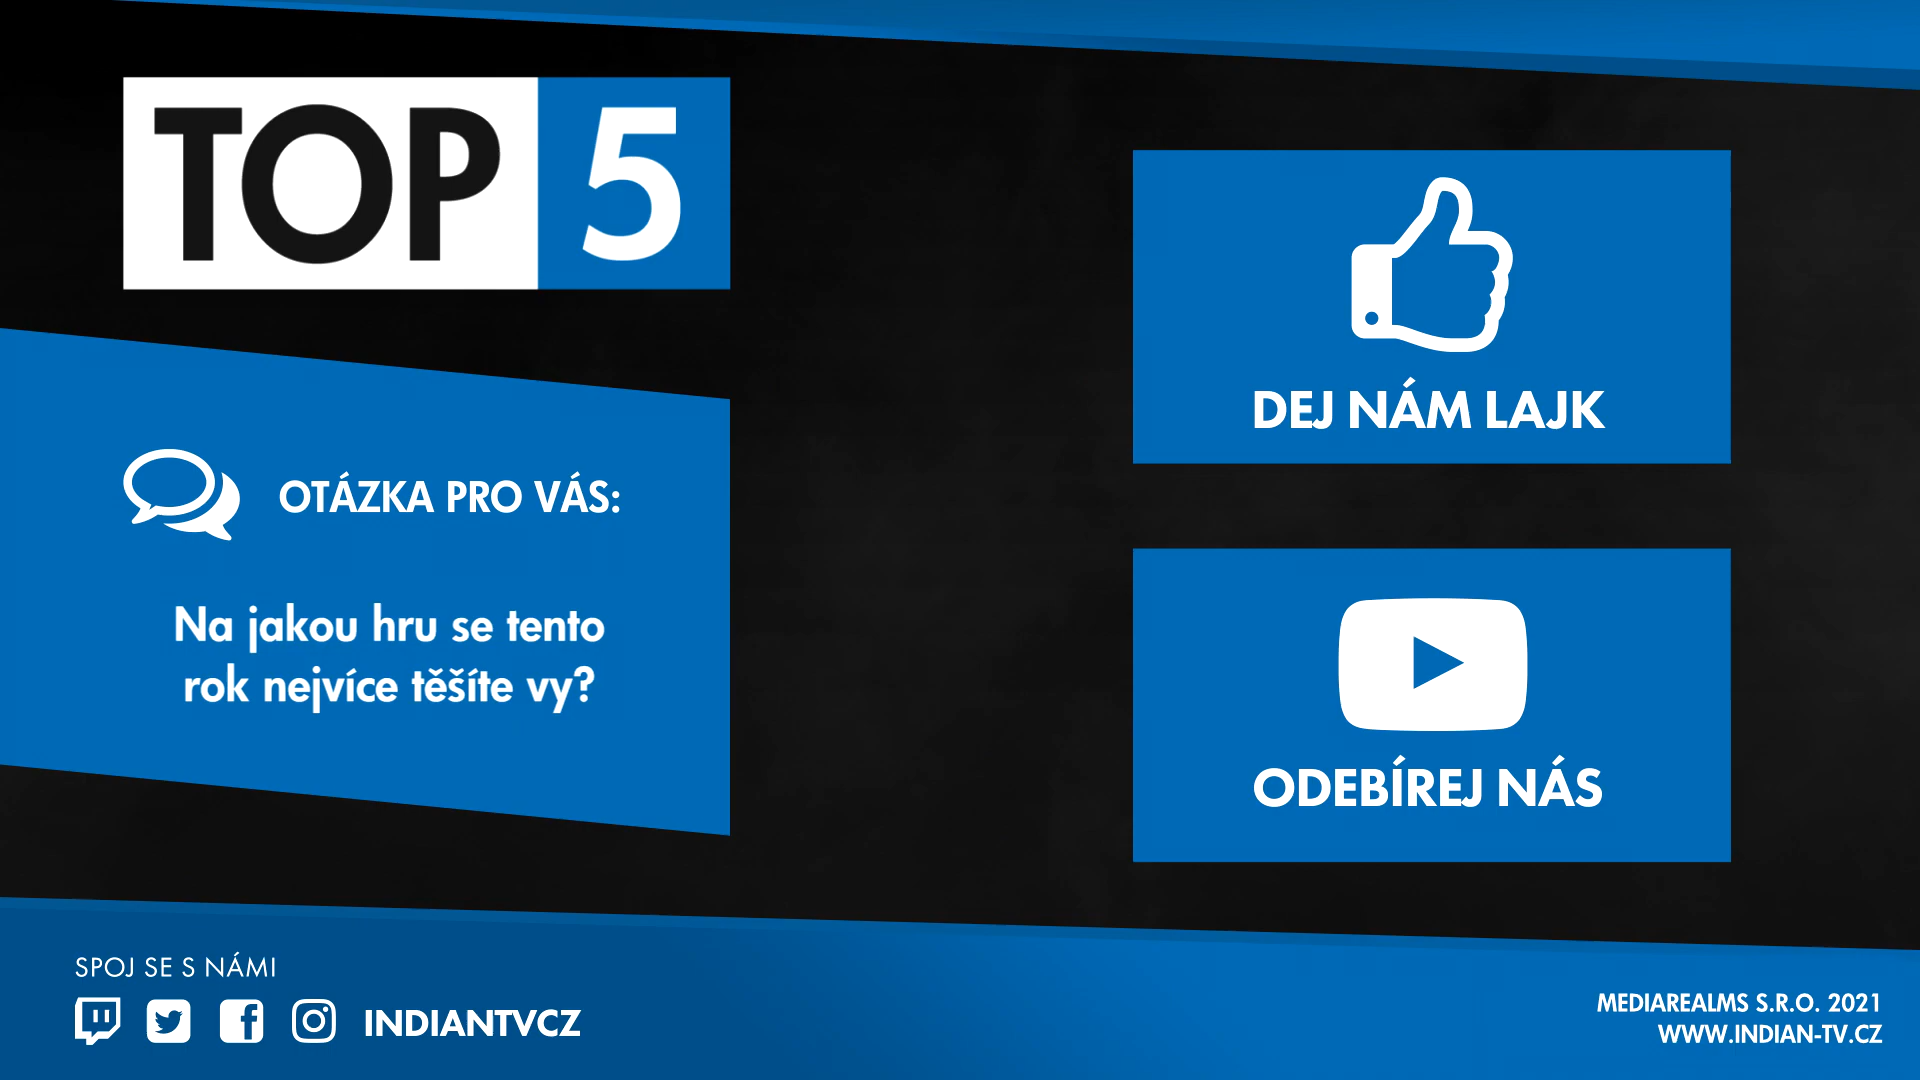 TOP 5
OTÁZKA PRO VÁS:
Na jakou hru se tento
rok nejvíce těšíte vy?
DEJ NÁM LAJK
ODEBÍREJ NÁS
SPOJ SE S NÁMI
INDIANTVCZ
MEDIAREALMS S.R.O. 2021
WWW.INDIAN-TV.CZ